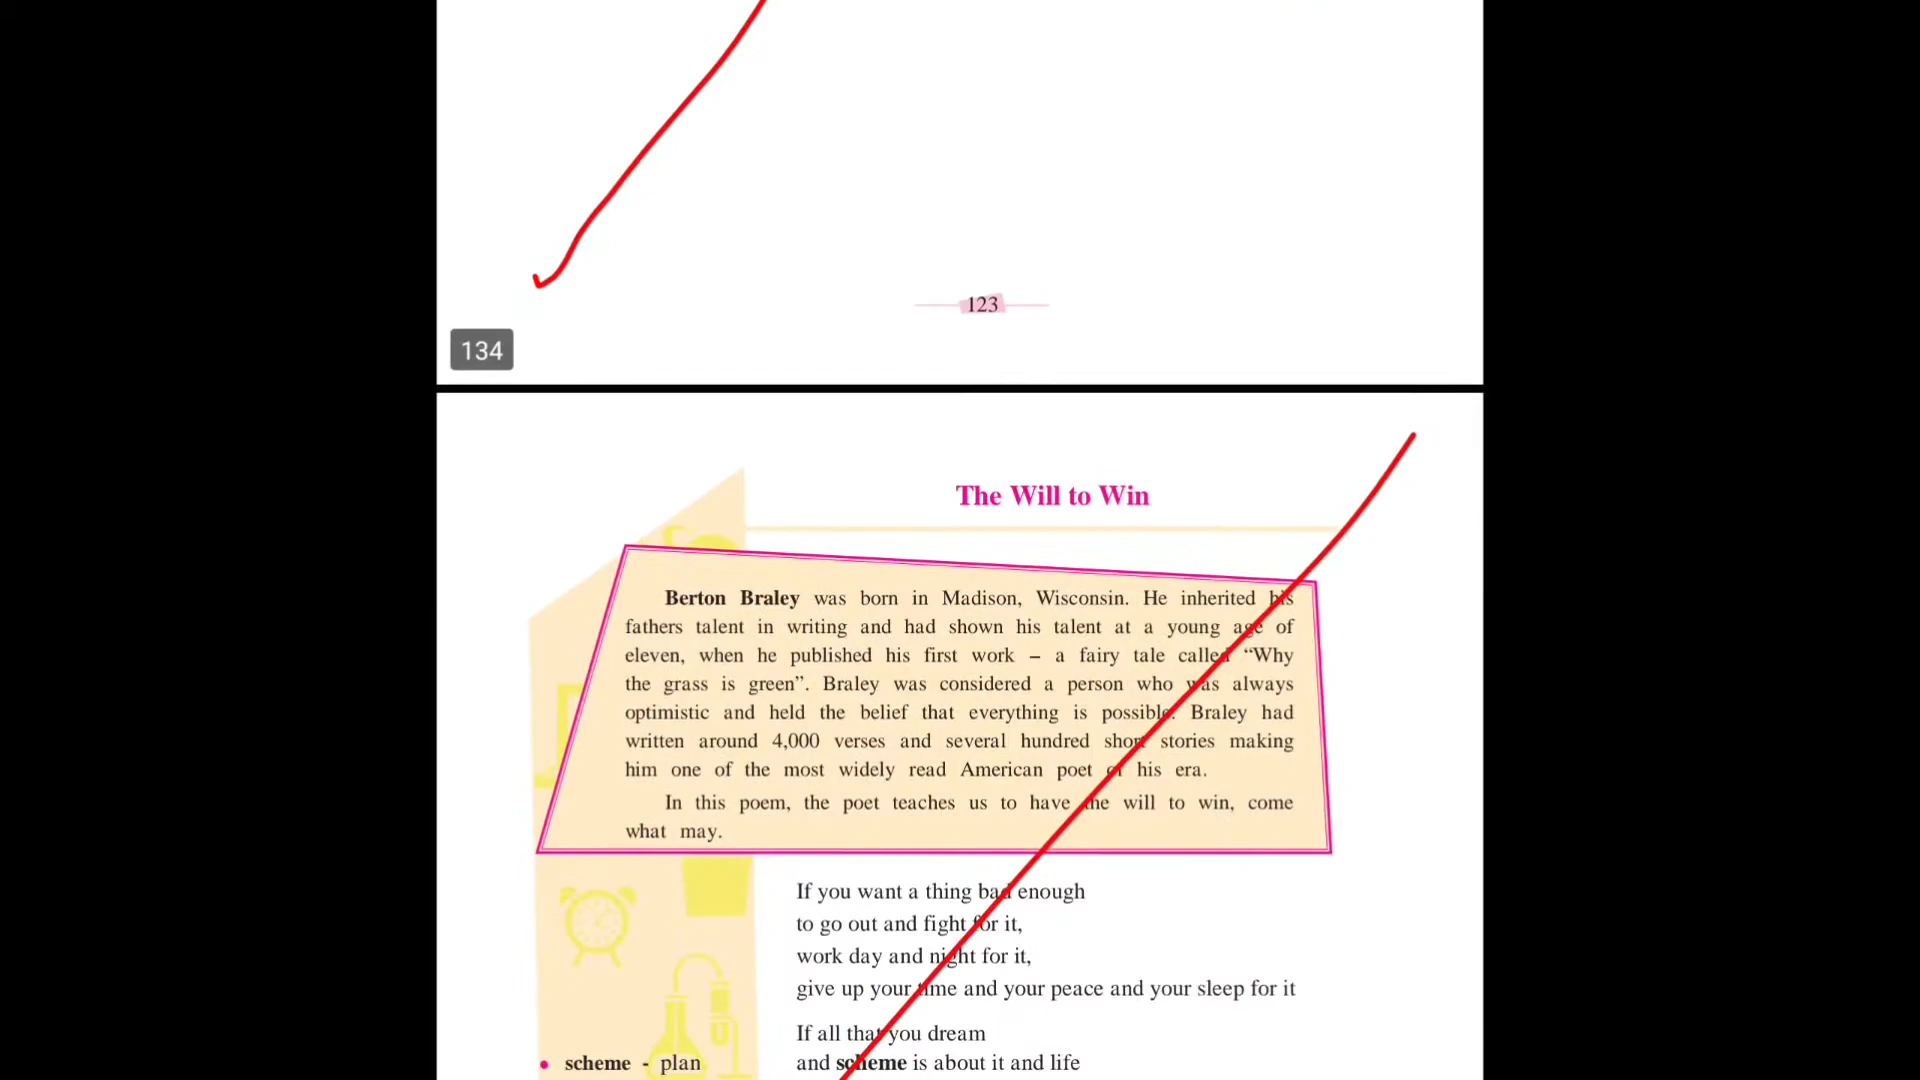 123
134
The Will to Win
Berton Braley was born in Madison, Wisconsin. He inherited his
fathers talent in writing and had shown his talent at a young age of
eleven, when he published his first work – a fairy tale called “Why
the grass is green”. Braley was considered a person who was always
optimistic and held the belief that everything is possible. Braley had
written around 4,000 verses and several hundred short stories making
him one of the most widely read American poet of his era.
In this poem, the poet teaches us to have the will to win, come
what may.
If you want a thing bad enough
to go out and fight for it,
work day and night for it,
give up your time and your peace and your sleep for it
If all that you dream
• scheme - plan
and scheme is about it and life